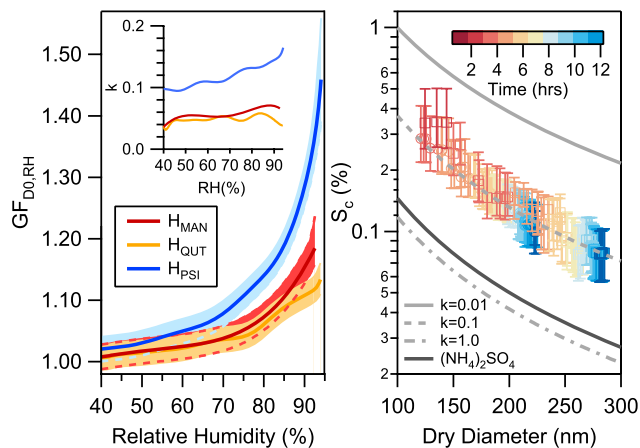 1.50
1.40
1.30
1.20
1.10
1.00
GF_D0,RH
40 50 60 70 80 90
Relative Humidity (%)
0.2
0.1
0.0
k
40 50 60 70 80 90
RH(%)
H_MAN
H_QUT
H_PSI
1
6
5
4
3
2
0.1
6
5
4
3
2
S_c (%)
100 150 200 250 300
Dry Diameter (nm)
2 4 6 8 10 12
Time (hrs)
k=0.01
k=0.1
k=1.0
(NH₄)₂SO₄